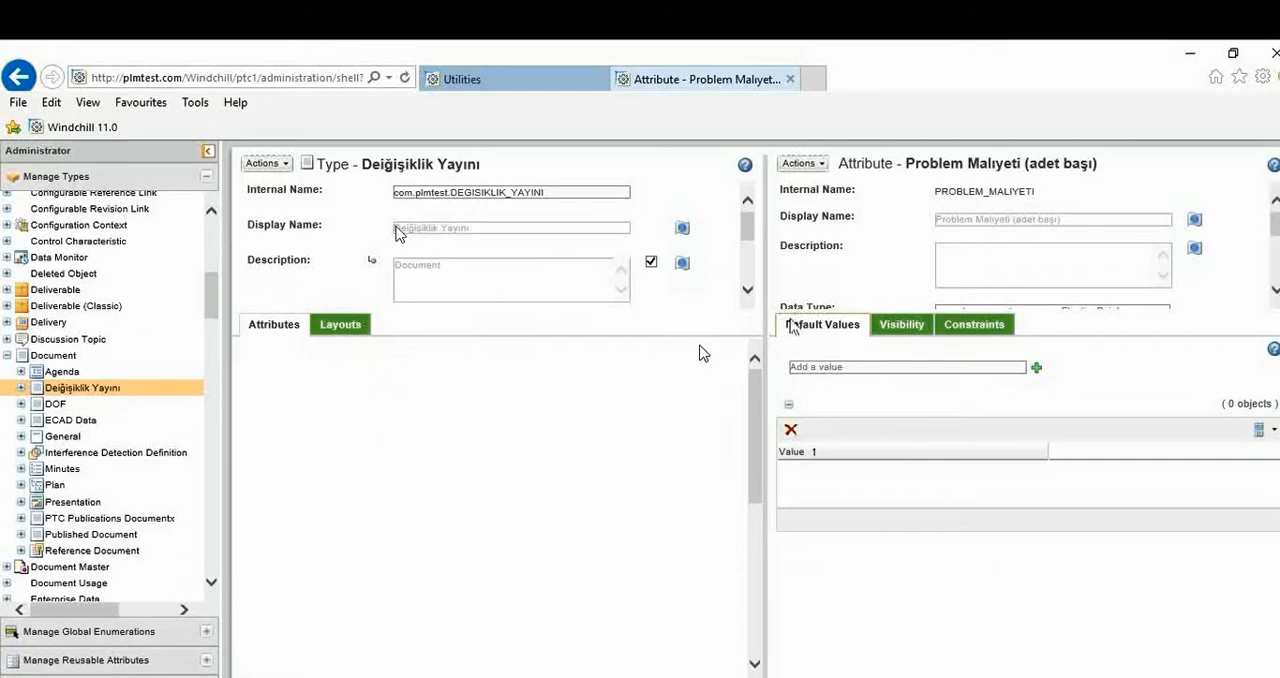 http://plmtest.com/Windchill/ptc1/administration/shell?
Utilities
Attribute - Problem Malıyet...
File Edit View Favourites Tools Help
Windchill 11.0
Administrator
Manage Types
Configurable Reference Link
Configurable Revision Link
Configuration Context
Control Characteristic
Data Monitor
Deleted Object
Deliverable
Deliverable (Classic)
Delivery
Discussion Topic
Document
Agenda
Deiğişiklik Yayını
DOF
ECAD Data
General
Interference Detection Definition
Minutes
Plan
Presentation
PTC Publications Documentx
Published Document
Reference Document
Document Master
Document Usage
Enterprise Data
Manage Global Enumerations
Manage Reusable Attributes
Actions
Type - Deiğişiklik Yayını
Internal Name: com.plmtest.DEGISIKLIK_YAYINI
Display Name: Deiğişiklik Yayını
Description: Document
Attributes Layouts
Actions
Attribute - Problem Malıyeti (adet başı)
Internal Name: PROBLEM_MALIYETI
Display Name: Problem Malıyeti (adet başı)
Description:
Data Type:
Default Values Visibility Constraints
Add a value
( 0 objects )
Value 1